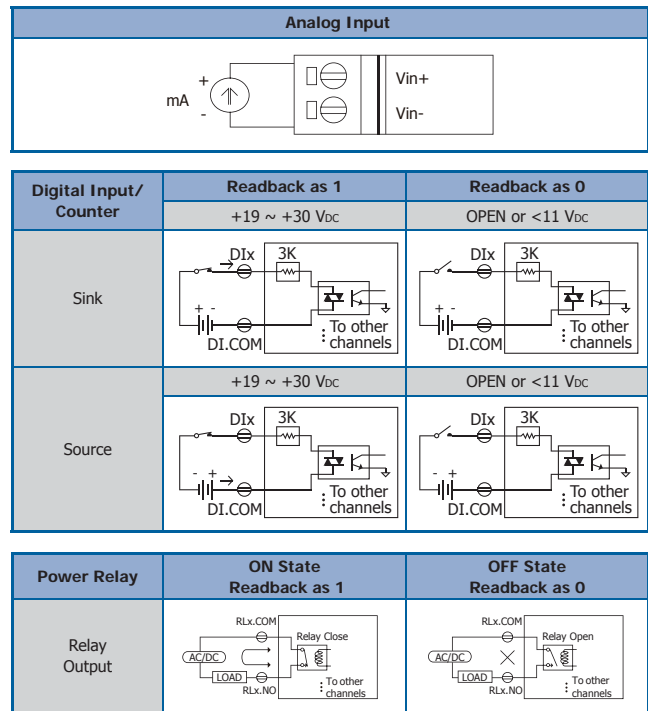 Analog Input
+
mA
-
Vin+
Vin-
Digital Input/
Counter
Readback as 1
Readback as 0
+19 ~ +30 VDC
OPEN or <11 VDC
Sink
DIx
3K
+ -
DI.COM
To other
channels
DIx
3K
+ -
DI.COM
To other
channels
+19 ~ +30 VDC
OPEN or <11 VDC
Source
DIx
3K
- +
DI.COM
To other
channels
DIx
3K
- +
DI.COM
To other
channels
Power Relay
ON State
Readback as 1
OFF State
Readback as 0
Relay
Output
RLx.COM
Relay Close
AC/DC
LOAD
RLx.NO
To other
channels
RLx.COM
Relay Open
AC/DC
LOAD
RLx.NO
To other
channels